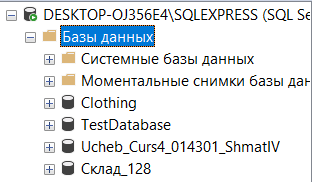 DESKTOP-OJ356E4\SQLEXPRESS (SQL Se
Базы данных
Системные базы данных
Моментальные снимки базы дан
Clothing
TestDatabase
Ucheb_Curs4_014301_ShmatIV
Склад_128